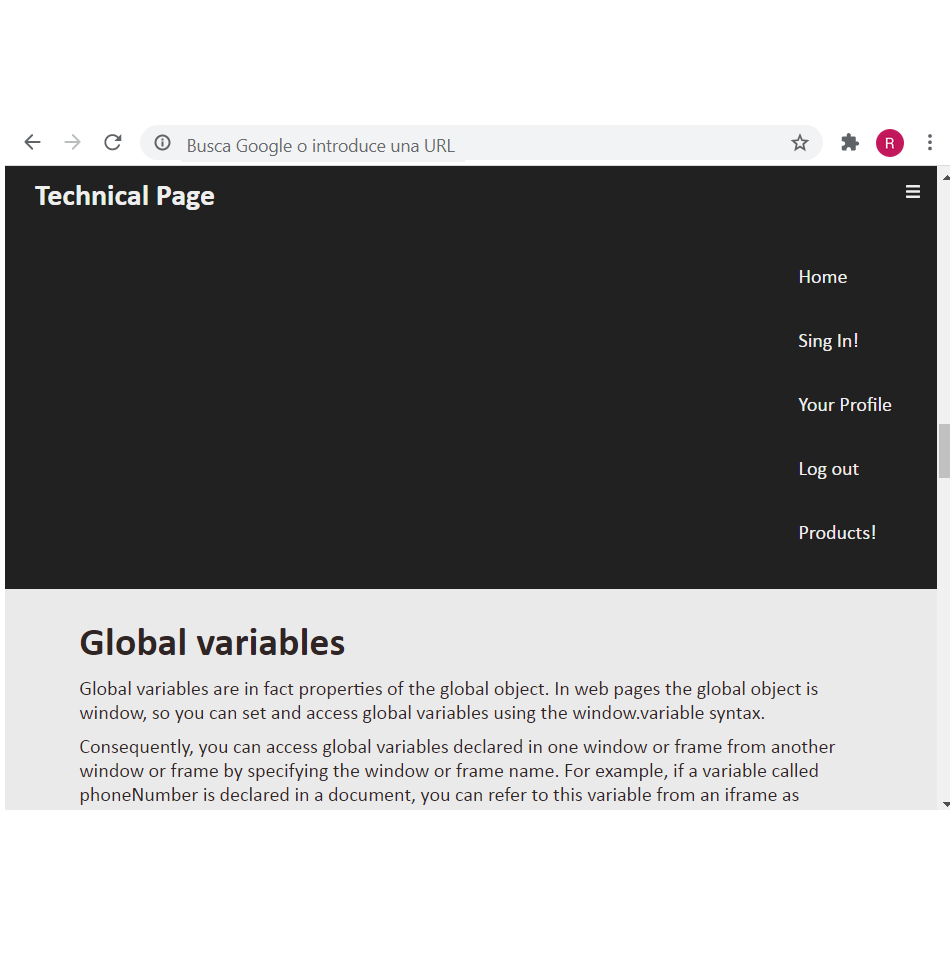 Busca Google o introduce una URL
R
Technical Page
Home
Sing In!
Your Profile
Log out
Products!
Global variables
Global variables are in fact properties of the global object. In web pages the global object is
window, so you can set and access global variables using the window.variable syntax.
Consequently, you can access global variables declared in one window or frame from another
window or frame by specifying the window or frame name. For example, if a variable called
phoneNumber is declared in a document, you can refer to this variable from an iframe as